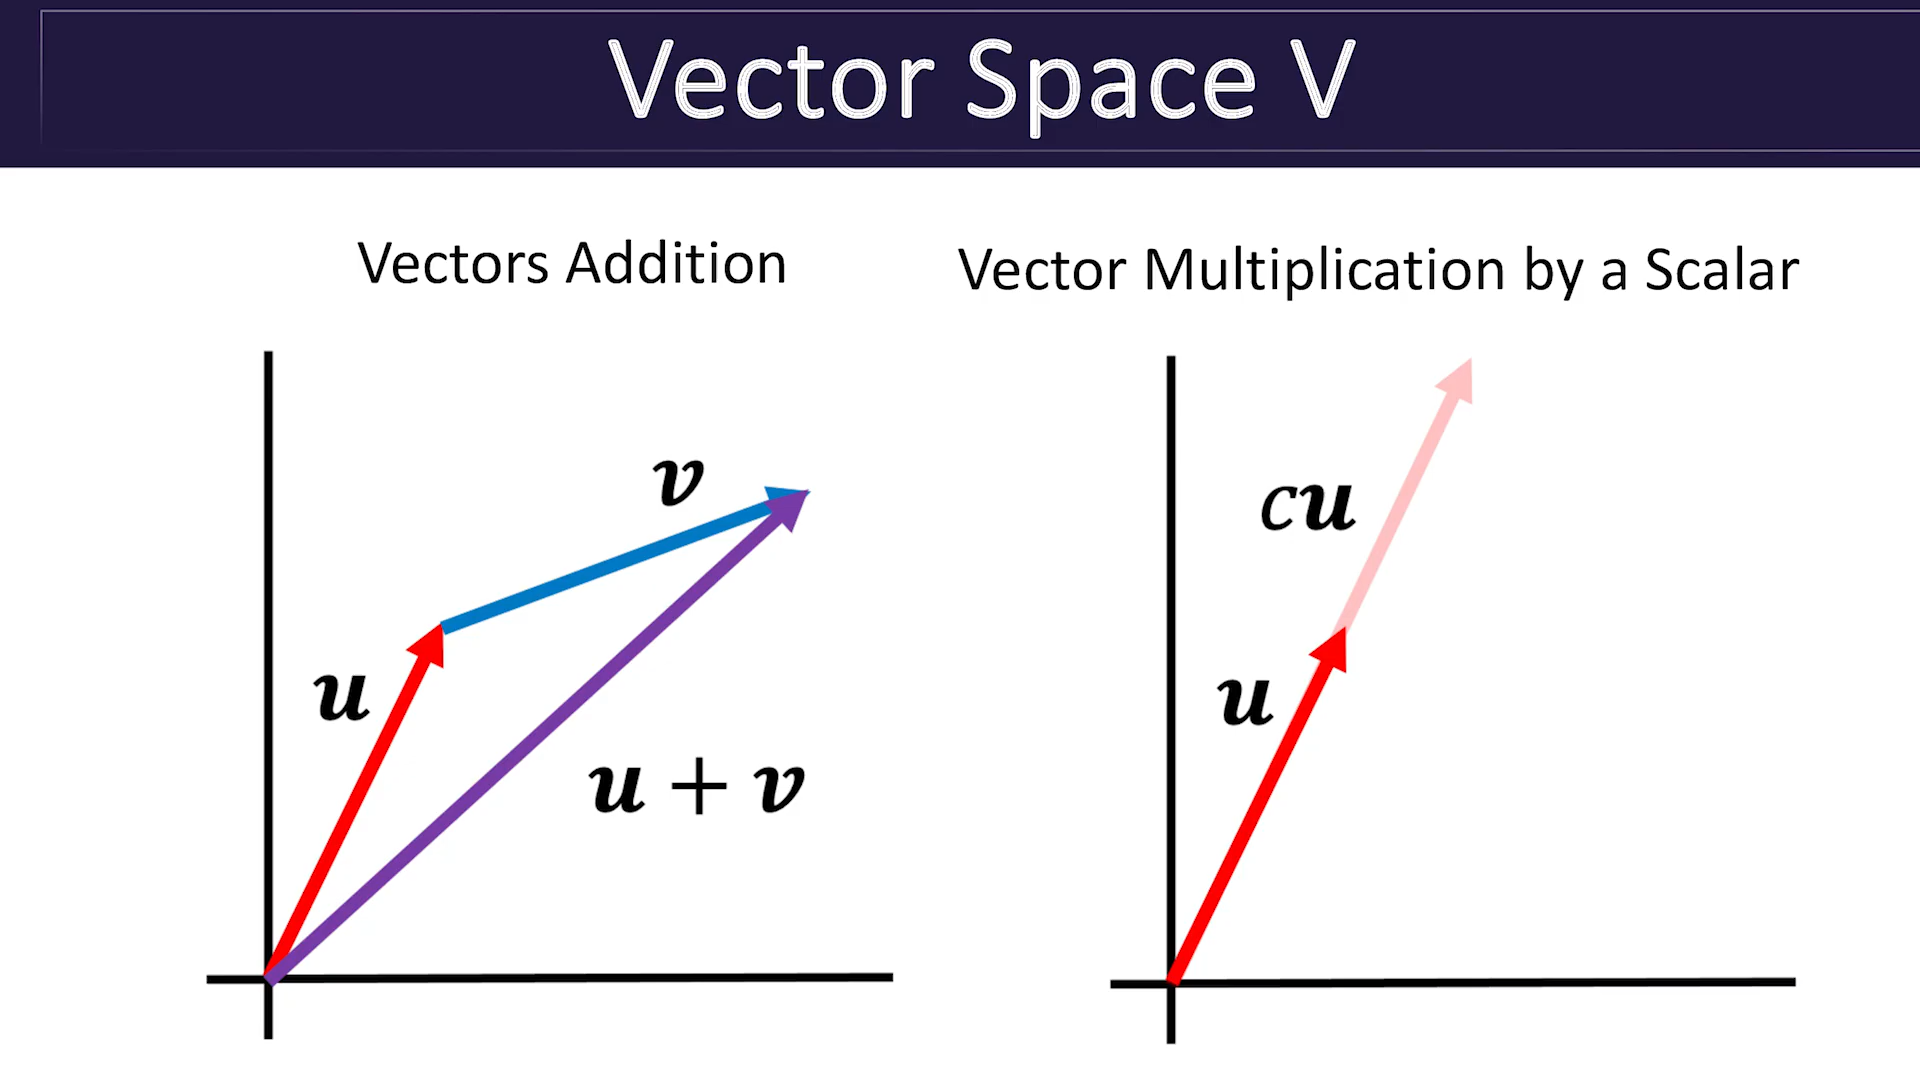 Vector Space V
Vectors Addition
Vector Multiplication by a Scalar
v
cu
u
u
u + v